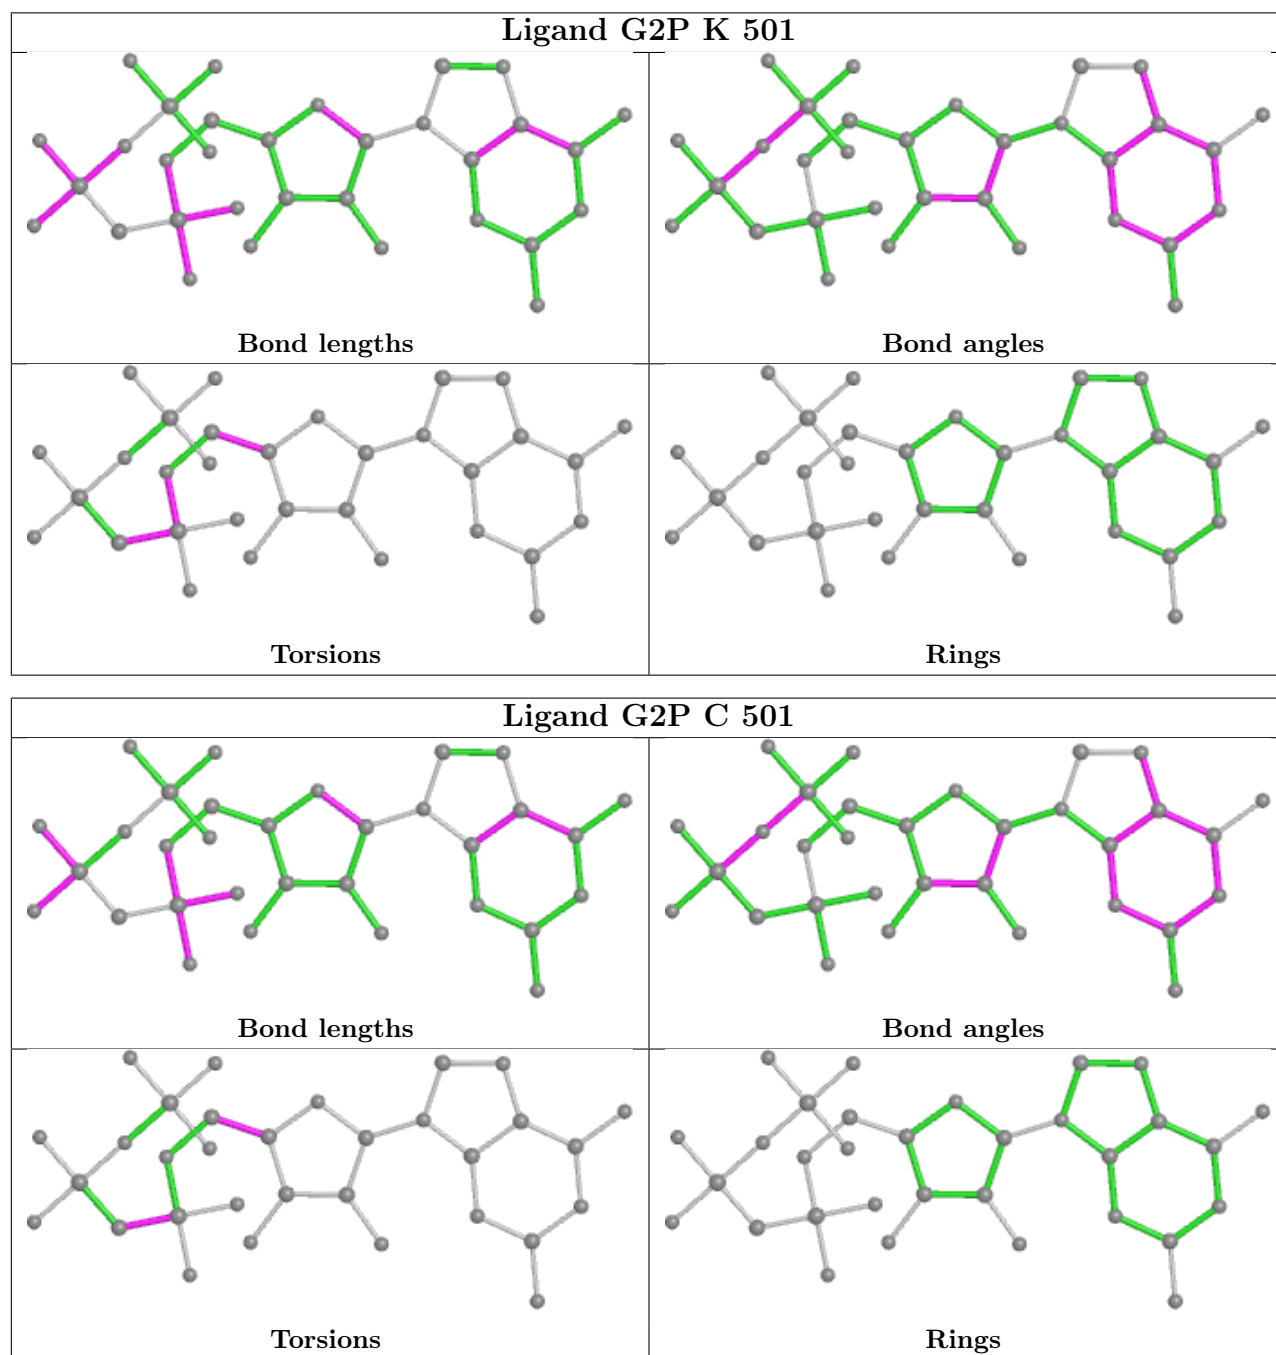 Ligand G2P K 501
Bond lengths
Bond angles
Torsions
Rings
Ligand G2P C 501
Bond lengths
Bond angles
Torsions
Rings